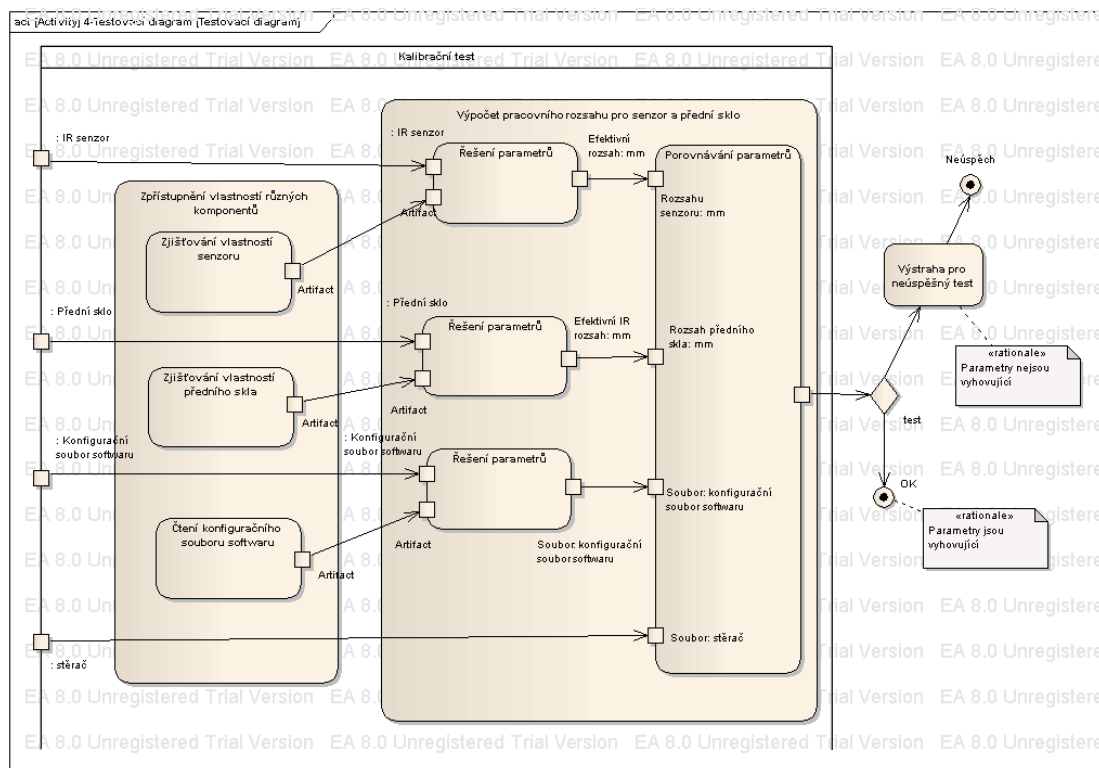 act [Activity] 4-Testovací diagram [Testovací diagram]
Kalibrační test
Výpočet pracovního rozsahu pro senzor a přední sklo
: IR senzor
: IR senzor
Řešení parametrů
Efektivní
rozsah: mm
Porovnávání parametrů
Neúspěch
Zpřístupnění vlastností různých
komponentů
Artifact
Rozsahu
senzoru: mm
Zjišťování vlastností
senzoru
Artifact
Výstraha pro
neúspěšný test
: Přední sklo
: Přední sklo
Řešení parametrů
Efektivní IR
rozsah: mm
Rozsah předního
skla: mm
«rationale»
Parametry nejsou
vyhovující
Zjišťování vlastností
předního skla
Artifact
Artifact
test
: Konfigurační
soubor softwaru
: Konfigurační
soubor softwaru
Řešení parametrů
Soubor: konfigurační
soubor softwaru
OK
«rationale»
Parametry jsou
vyhovující
Čtení konfiguračního
souboru softwaru
Artifact
Artifact
Soubor: konfigurační
soubor softwaru
: stěrač
Soubor: stěrač
EA 8.0 Unregistered Trial Version